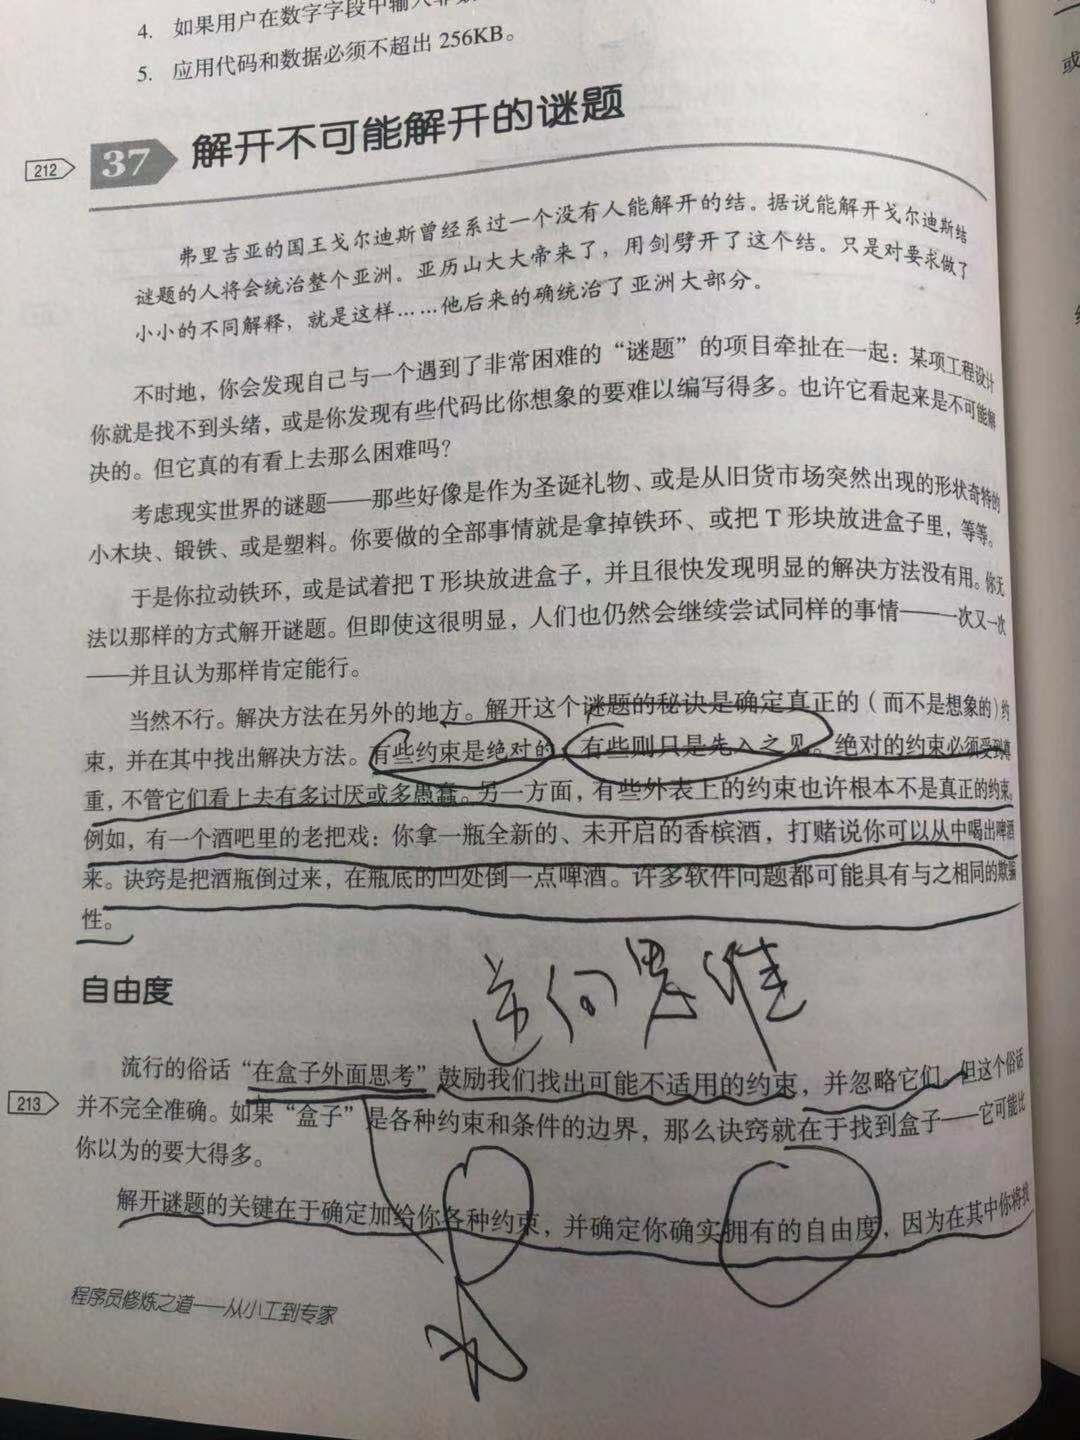 4. 如果用户在数字字段中输入非数
5. 应用代码和数据必须不超出 256KB。
212
37 解开不可能解开的谜题
弗里吉亚的国王戈尔迪斯曾经系过一个没有人能解开的结。据说能解开戈尔迪斯结
谜题的人将会统治整个亚洲。亚历山大大帝来了，用剑劈开了这个结。只是对要求做了
小小的不同解释，就是这样……他后来的确统治了亚洲大部分。
不时地，你会发现自己与一个遇到了非常困难的“谜题”的项目牵扯在一起：某项工程设计
你就是找不到头绪，或是你发现有些代码比你想象的要难以编写得多。也许它看起来是不可能解
决的。但它真的有看上去那么困难吗？
考虑现实世界的谜题——那些好像是作为圣诞礼物、或是从旧货市场突然出现的形状奇特的
小木块、锻铁、或是塑料。你要做的全部事情就是拿掉铁环、或把 T 形块放进盒子里，等等。
于是你拉动铁环，或是试着把 T 形块放进盒子，并且很快发现明显的解决方法没有用。你无
法以那样的方式解开谜题。但即使这很明显，人们也仍然会继续尝试同样的事情——一次又一次
——并且认为那样肯定能行。
当然不行。解决方法在另外的地方。解开这个谜题的秘诀是确定真正的（而不是想象的）约
束，并在其中找出解决方法。有些约束是绝对的，有些则只是先入之见。绝对的约束必须受到尊
重，不管它们看上去有多讨厌或多愚蠢。另一方面，有些外表上的约束也许根本不是真正的约束。
例如，有一个酒吧里的老把戏：你拿一瓶全新的、未开启的香槟酒，打赌说你可以从中喝出啤酒
来。诀窍是把酒瓶倒过来，在瓶底的凹处倒一点啤酒。许多软件问题都可能具有与之相同的欺骗
性。
逆向思维
自由度
流行的俗话“在盒子外面思考”鼓励我们找出可能不适用的约束，并忽略它们。但这个俗话
213
并不完全准确。如果“盒子”是各种约束和条件的边界，那么诀窍就在于找到盒子——它可能比
你以为的要大得多。
解开谜题的关键在于确定加给你各种约束，并确定你确实拥有的自由度，因为在其中你将找
程序员修炼之道——从小工到专家
或